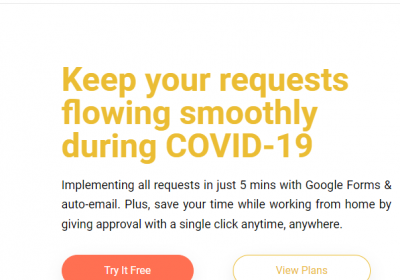 Keep your requests
flowing smoothly
during COVID-19
Implementing all requests in just 5 mins with Google Forms &
auto-email. Plus, save your time while working from home by
giving approval with a single click anytime, anywhere.
Try It Free
View Plans